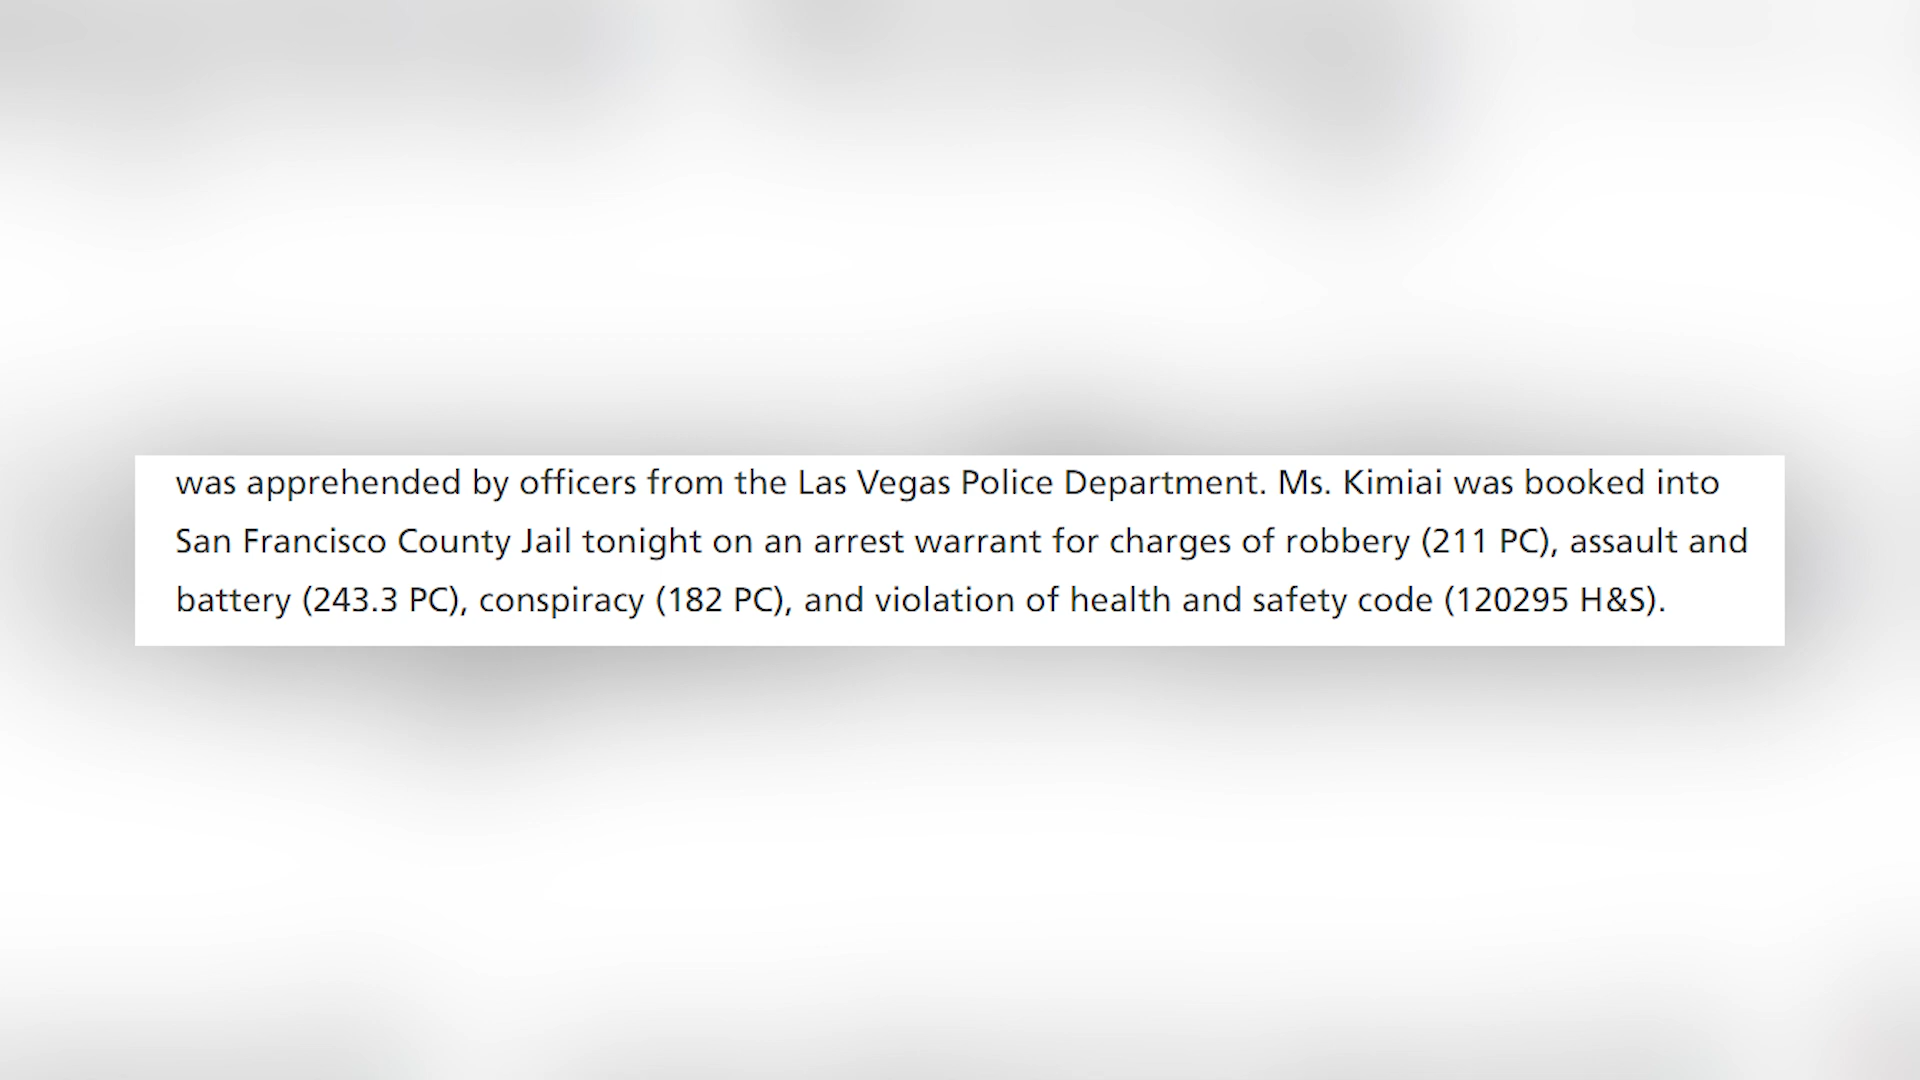 was apprehended by officers from the Las Vegas Police Department. Ms. Kimiai was booked into
San Francisco County Jail tonight on an arrest warrant for charges of robbery (211 PC), assault and
battery (243.3 PC), conspiracy (182 PC), and violation of health and safety code (120295 H&S).